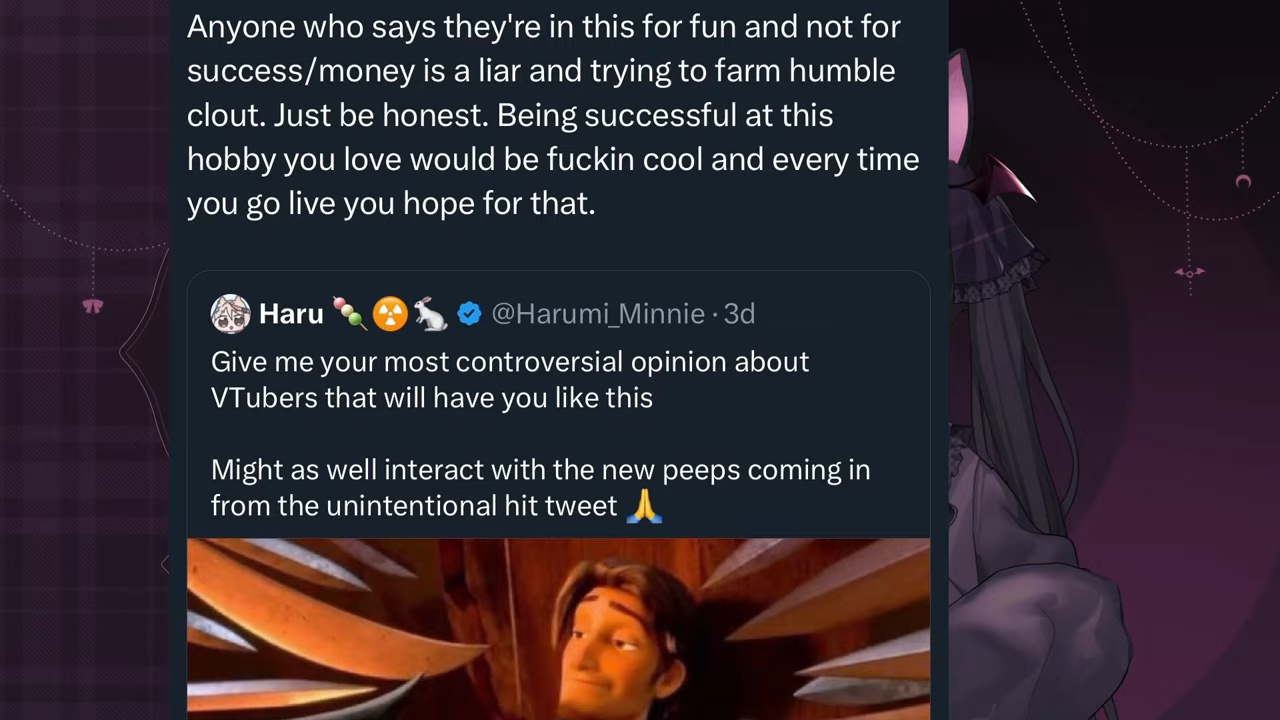 Anyone who says they're in this for fun and not for
success/money is a liar and trying to farm humble
clout. Just be honest. Being successful at this
hobby you love would be fuckin cool and every time
you go live you hope for that.
Haru 🍡☢️🐇 @Harumi_Minnie · 3d
Give me your most controversial opinion about
VTubers that will have you like this
Might as well interact with the new peeps coming in
from the unintentional hit tweet 🙏